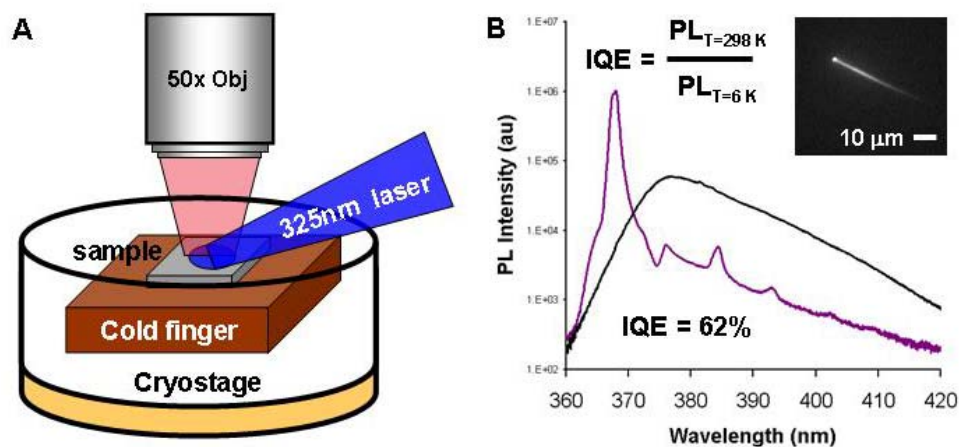 A
50x Obj
325nm laser
sample
Cold finger
Cryostage
B
IQE = PL T=298 K
PL T=6 K
10 μm
1.E+07
1.E+06
1.E+05
1.E+04
1.E+03
1.E+02
PL Intensity (au)
IQE = 62%
360 370 380 390 400 410 420
Wavelength (nm)